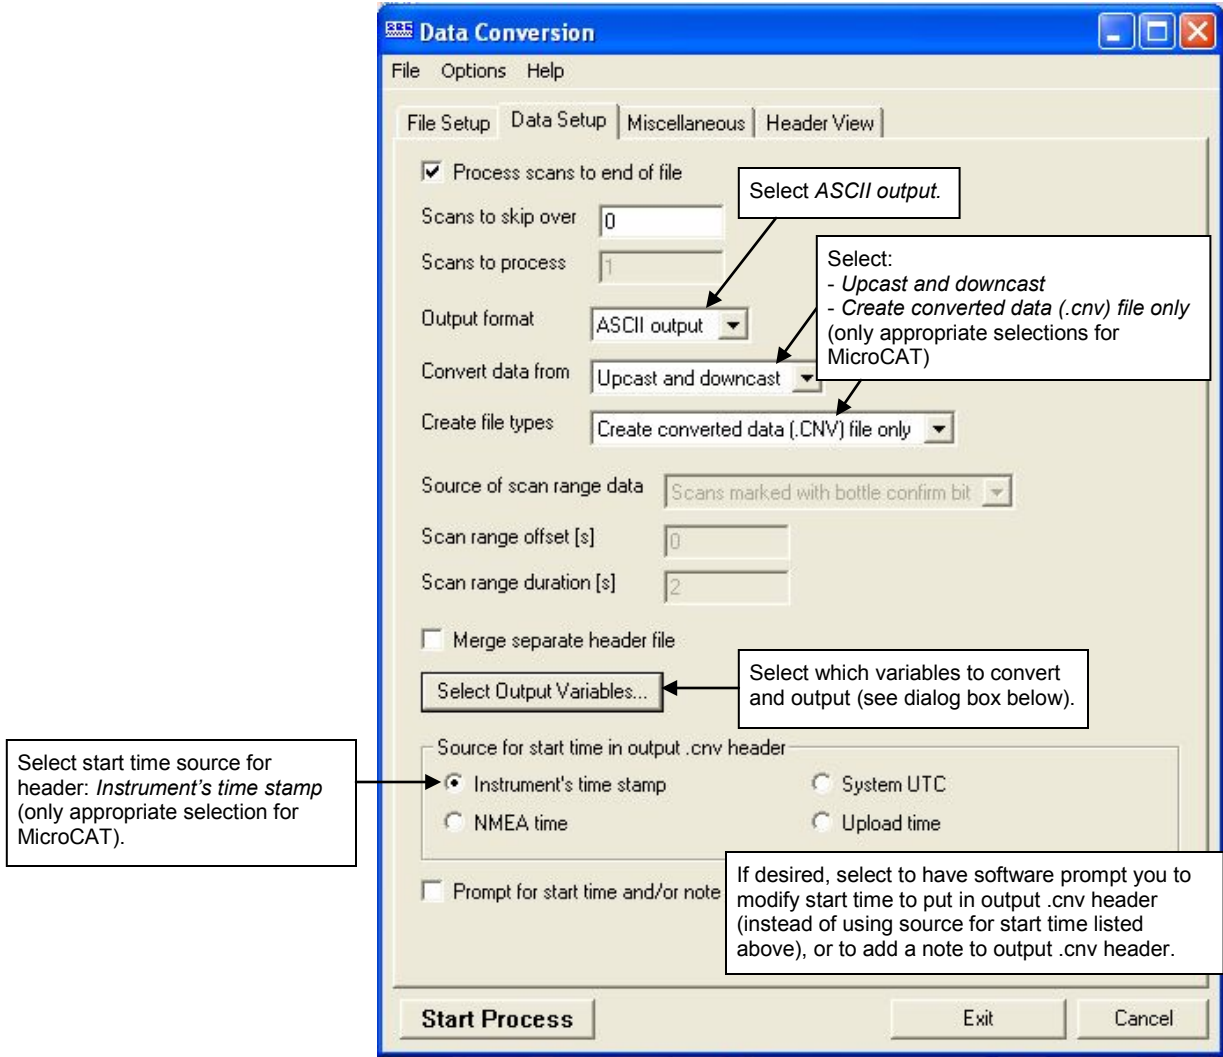 Data Conversion
File Options Help
File Setup Data Setup Miscellaneous Header View
Process scans to end of file
Select ASCII output.
Scans to skip over 0
Scans to process 1
Select:
- Upcast and downcast
- Create converted data (.cnv) file only
(only appropriate selections for
MicroCAT)
Output format ASCII output
Convert data from Upcast and downcast
Create file types Create converted data (.CNV) file only
Source of scan range data Scans marked with bottle confirm bit
Scan range offset [s] 0
Scan range duration [s] 2
Merge separate header file
Select Output Variables...
Select which variables to convert
and output (see dialog box below).
Source for start time in output .cnv header
Select start time source for
header: Instrument's time stamp
(only appropriate selection for
MicroCAT).
Instrument's time stamp System UTC
NMEA time Upload time
Prompt for start time and/or note
If desired, select to have software prompt you to
modify start time to put in output .cnv header
(instead of using source for start time listed
above), or to add a note to output .cnv header.
Start Process Exit Cancel